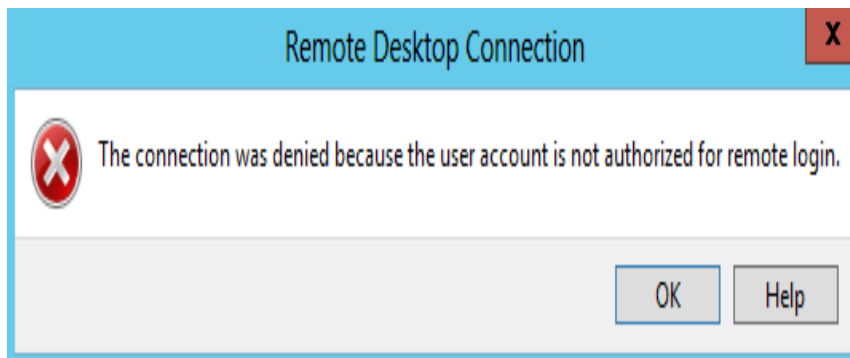 Remote Desktop Connection
X
The connection was denied because the user account is not authorized for remote login.
OK
Help